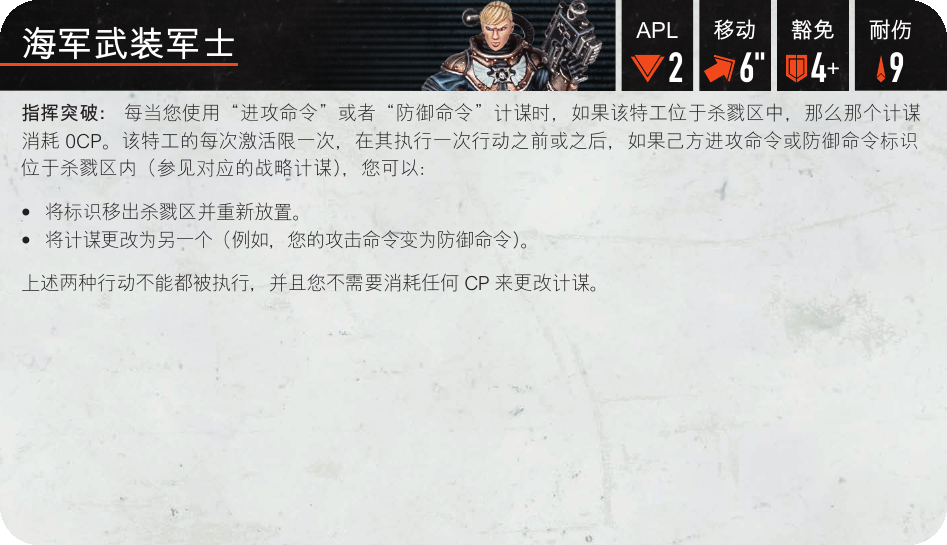 海军武装军士
APL 移动 豁免 耐伤
2 6" 4+ 9
指挥突破： 每当您使用“进攻命令”或者“防御命令”计谋时，如果该特工位于杀戮区中，那么那个计谋
消耗 0CP。该特工的每次激活限一次，在其执行一次行动之前或之后，如果己方进攻命令或防御命令标识
位于杀戮区内（参见对应的战略计谋），您可以：
• 将标识移出杀戮区并重新放置。
• 将计谋更改为另一个（例如，您的攻击命令变为防御命令）。
上述两种行动不能都被执行，并且您不需要消耗任何 CP 来更改计谋。